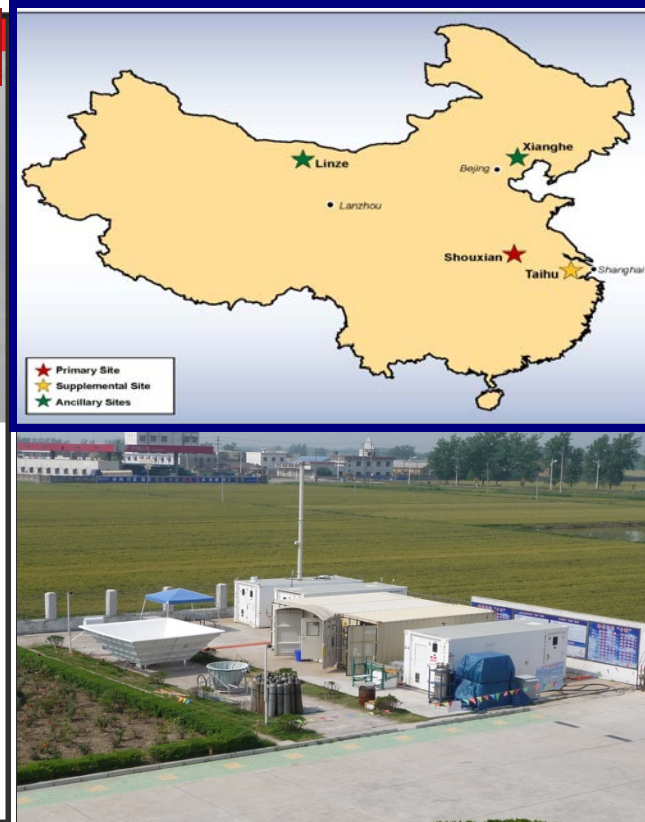 Xianghe
Linze
Beijing
Lanzhou
Shouxian
Taihu
Shanghai
Primary Site
Supplemental Site
Ancillary Sites